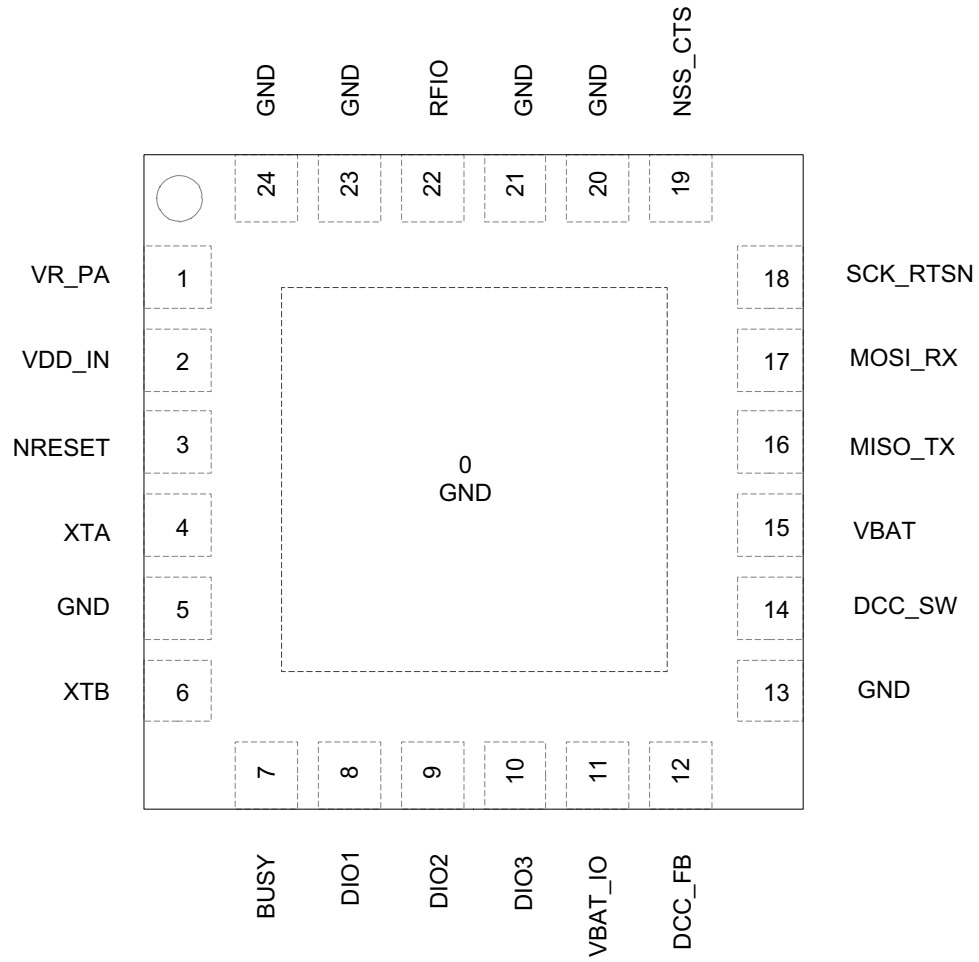 GND
GND
RFIO
GND
GND
NSS_CTS
24
23
22
21
20
19
VR_PA 1
18 SCK_RTSN
VDD_IN 2
17 MOSI_RX
NRESET 3
16 MISO_TX
0
GND
XTA 4
15 VBAT
GND 5
14 DCC_SW
XTB 6
13 GND
7
8
9
10
11
12
BUSY
DIO1
DIO2
DIO3
VBAT_IO
DCC_FB